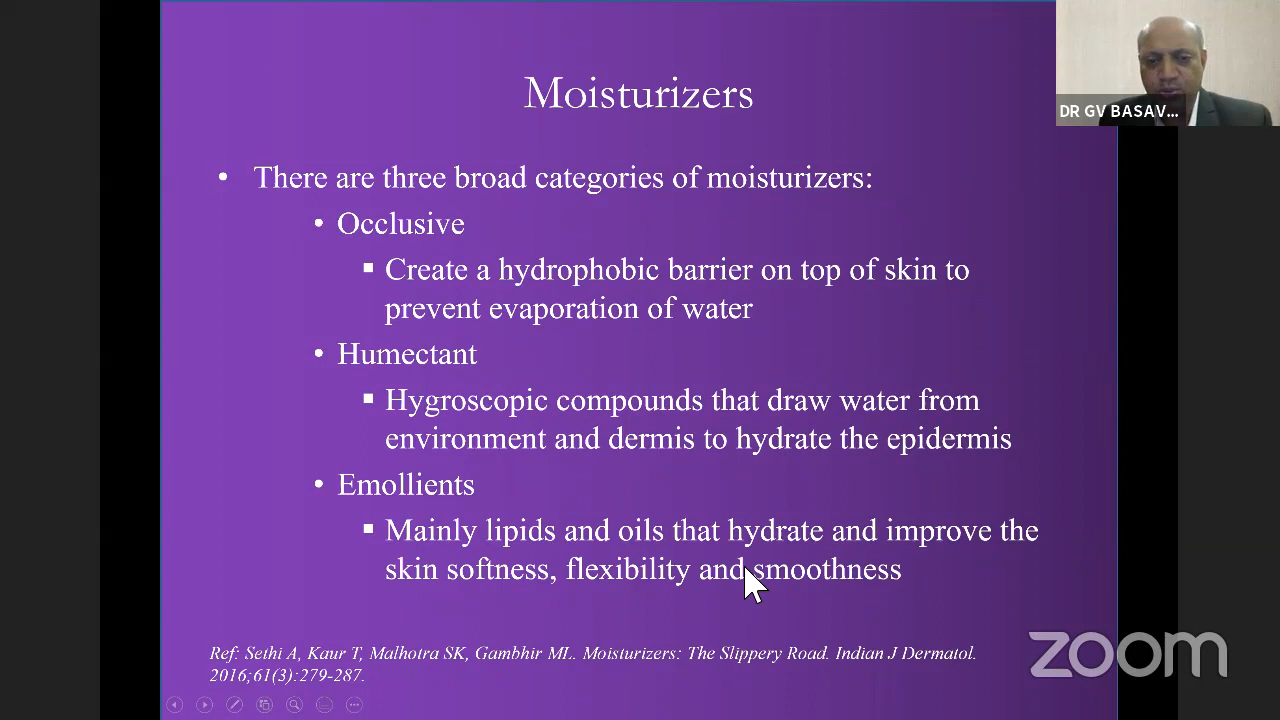 Moisturizers
DR GV BASAV...
• There are three broad categories of moisturizers:
• Occlusive
▪ Create a hydrophobic barrier on top of skin to
prevent evaporation of water
• Humectant
▪ Hygroscopic compounds that draw water from
environment and dermis to hydrate the epidermis
• Emollients
▪ Mainly lipids and oils that hydrate and improve the
skin softness, flexibility and smoothness
Ref: Sethi A, Kaur T, Malhotra SK, Gambhir ML. Moisturizers: The Slippery Road. Indian J Dermatol.
2016;61(3):279-287.
zoom